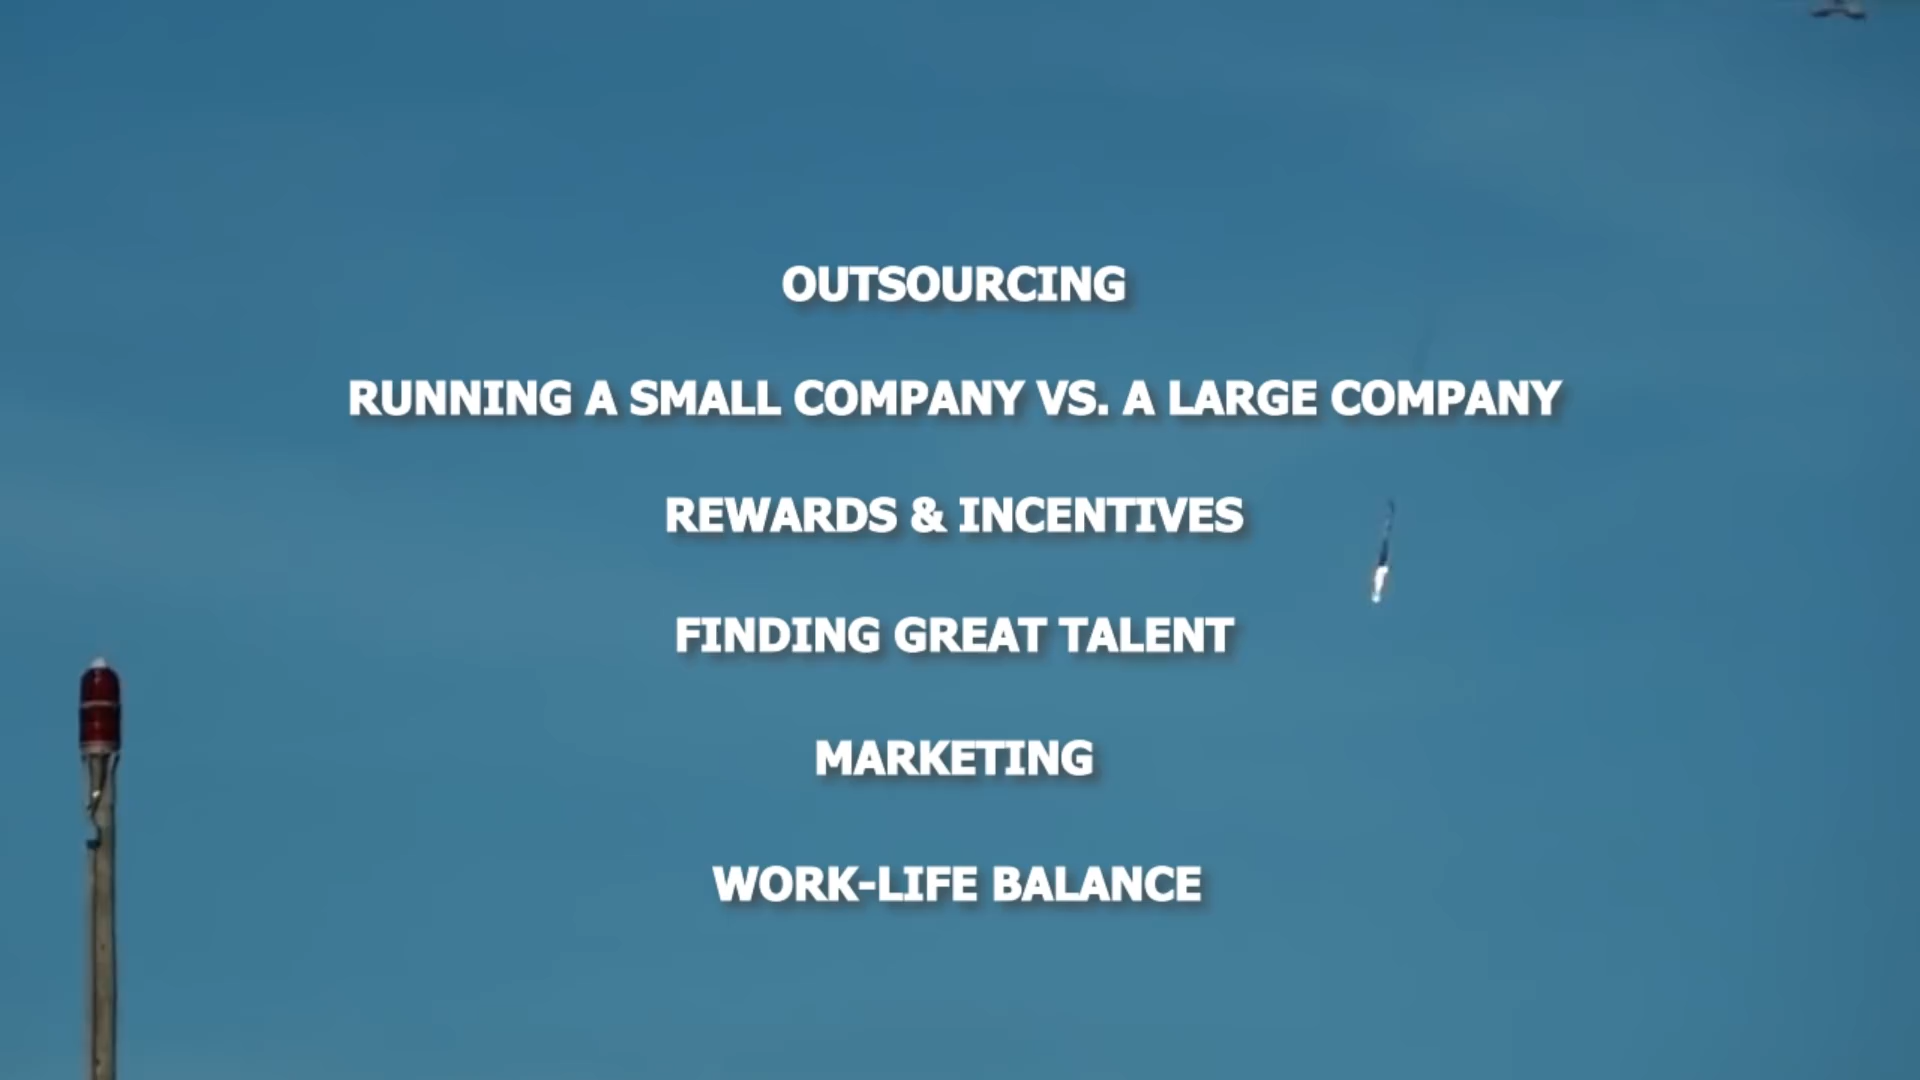 OUTSOURCING
RUNNING A SMALL COMPANY VS. A LARGE COMPANY
REWARDS & INCENTIVES
FINDING GREAT TALENT
MARKETING
WORK-LIFE BALANCE